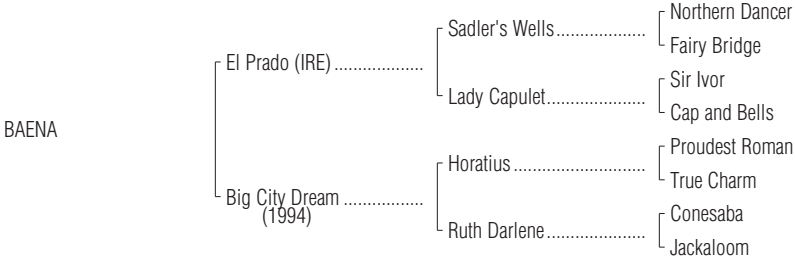 Northern Dancer
Sadler's Wells...................
Fairy Bridge
El Prado (IRE) ...................
Sir Ivor
Lady Capulet.....................
Cap and Bells
BAENA
Proudest Roman
Horatius ............................
True Charm
Big City Dream .................
(1994)
Conesaba
Ruth Darlene.....................
Jackaloom